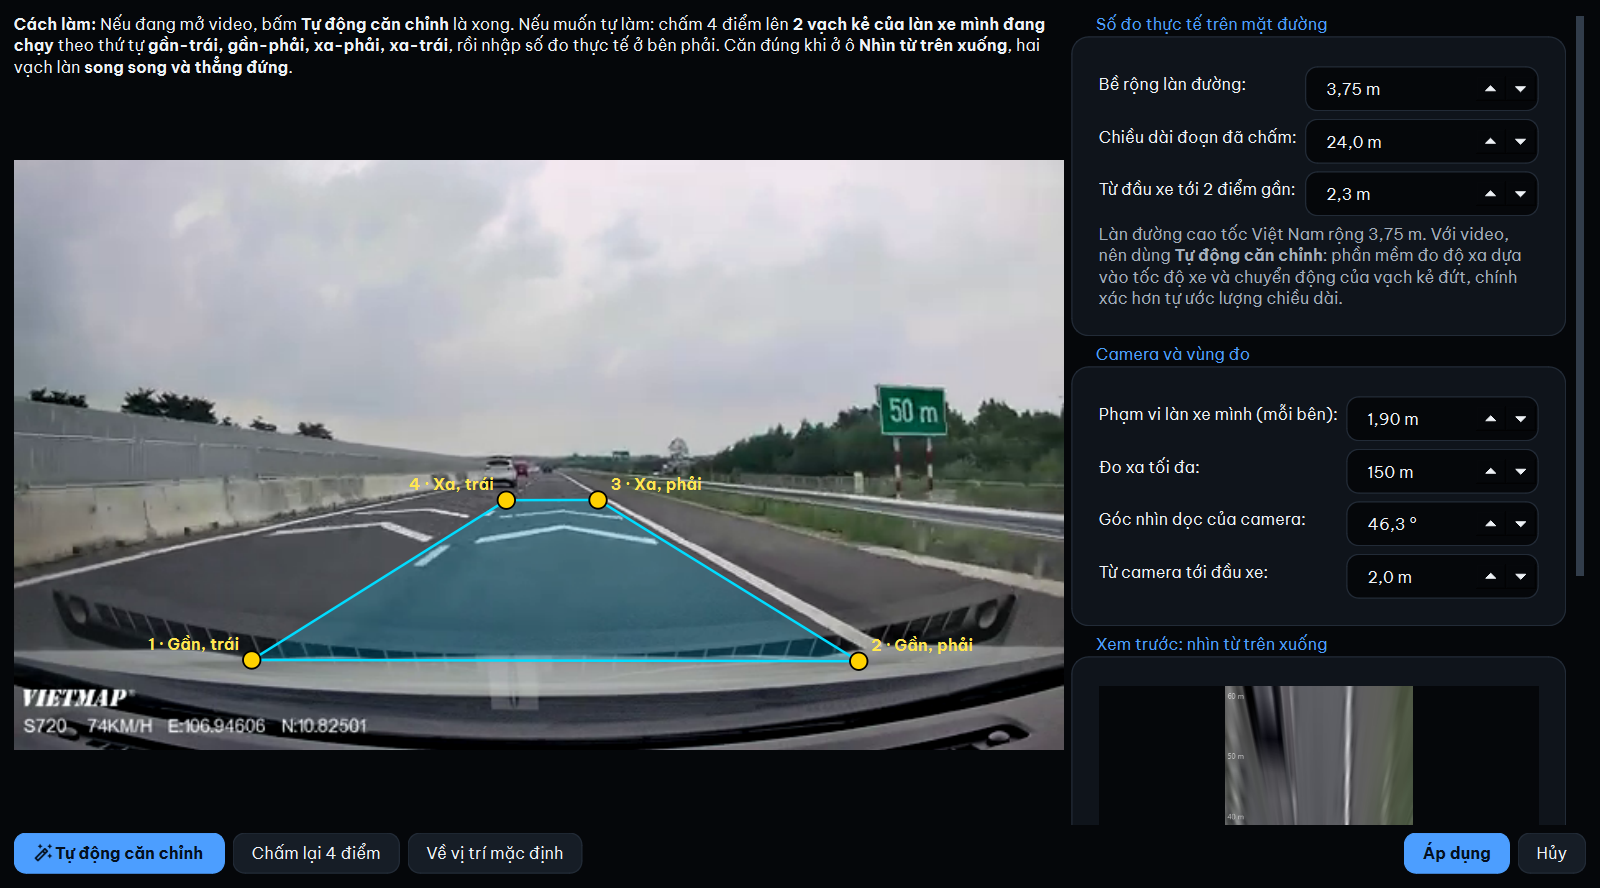 Cách làm: Nếu đang mở video, bấm Tự động căn chỉnh là xong. Nếu muốn tự làm: chấm 4 điểm lên 2 vạch kẻ của làn xe mình đang
chạy theo thứ tự gần-trái, gần-phải, xa-phải, xa-trái, rồi nhập số đo thực tế ở bên phải. Căn đúng khi ở ô Nhìn từ trên xuống, hai
vạch làn song song và thẳng đứng.
50 m
4 · Xa, trái
3 · Xa, phải
1 · Gần, trái
2 · Gần, phải
VIETMAP
S720 74KM/H E:106.94606 N:10.82501
Tự động căn chỉnh
Chấm lại 4 điểm
Về vị trí mặc định
Số đo thực tế trên mặt đường
Bề rộng làn đường:
3,75 m
Chiều dài đoạn đã chấm:
24,0 m
Từ đầu xe tới 2 điểm gần:
2,3 m
Làn đường cao tốc Việt Nam rộng 3,75 m. Với video,
nên dùng Tự động căn chỉnh: phần mềm đo độ xa dựa
vào tốc độ xe và chuyển động của vạch kẻ đứt, chính
xác hơn tự ước lượng chiều dài.
Camera và vùng đo
Phạm vi làn xe mình (mỗi bên):
1,90 m
Đo xa tối đa:
150 m
Góc nhìn dọc của camera:
46,3 °
Từ camera tới đầu xe:
2,0 m
Xem trước: nhìn từ trên xuống
60 m
50 m
40 m
Áp dụng
Hủy